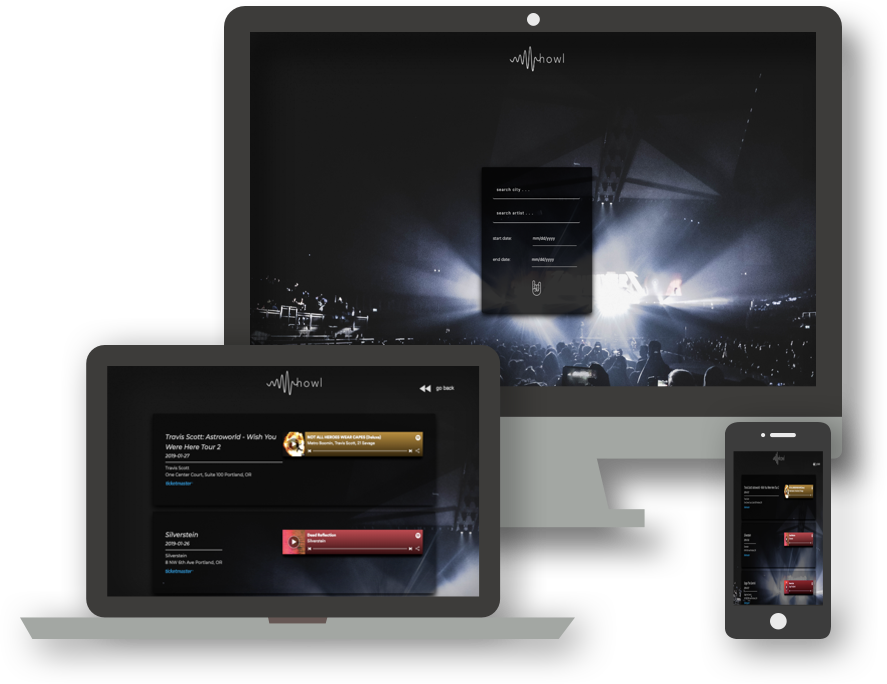 howl
search city . . .
search artist . . .
start date: mm/dd/yyyy
end date: mm/dd/yyyy
howl
go back
Travis Scott: Astroworld - Wish You
Were Here Tour 2
2019-01-27
Travis Scott
One Center Court, Suite 100 Portland, OR
ticketmaster
NOT ALL HEROES WEAR CAPES (Deluxe)
Metro Boomin, Travis Scott, 21 Savage
Silverstein
2019-01-26
Silverstein
8 NW 6th Ave Portland, OR
ticketmaster
Dead Reflection
Silverstein